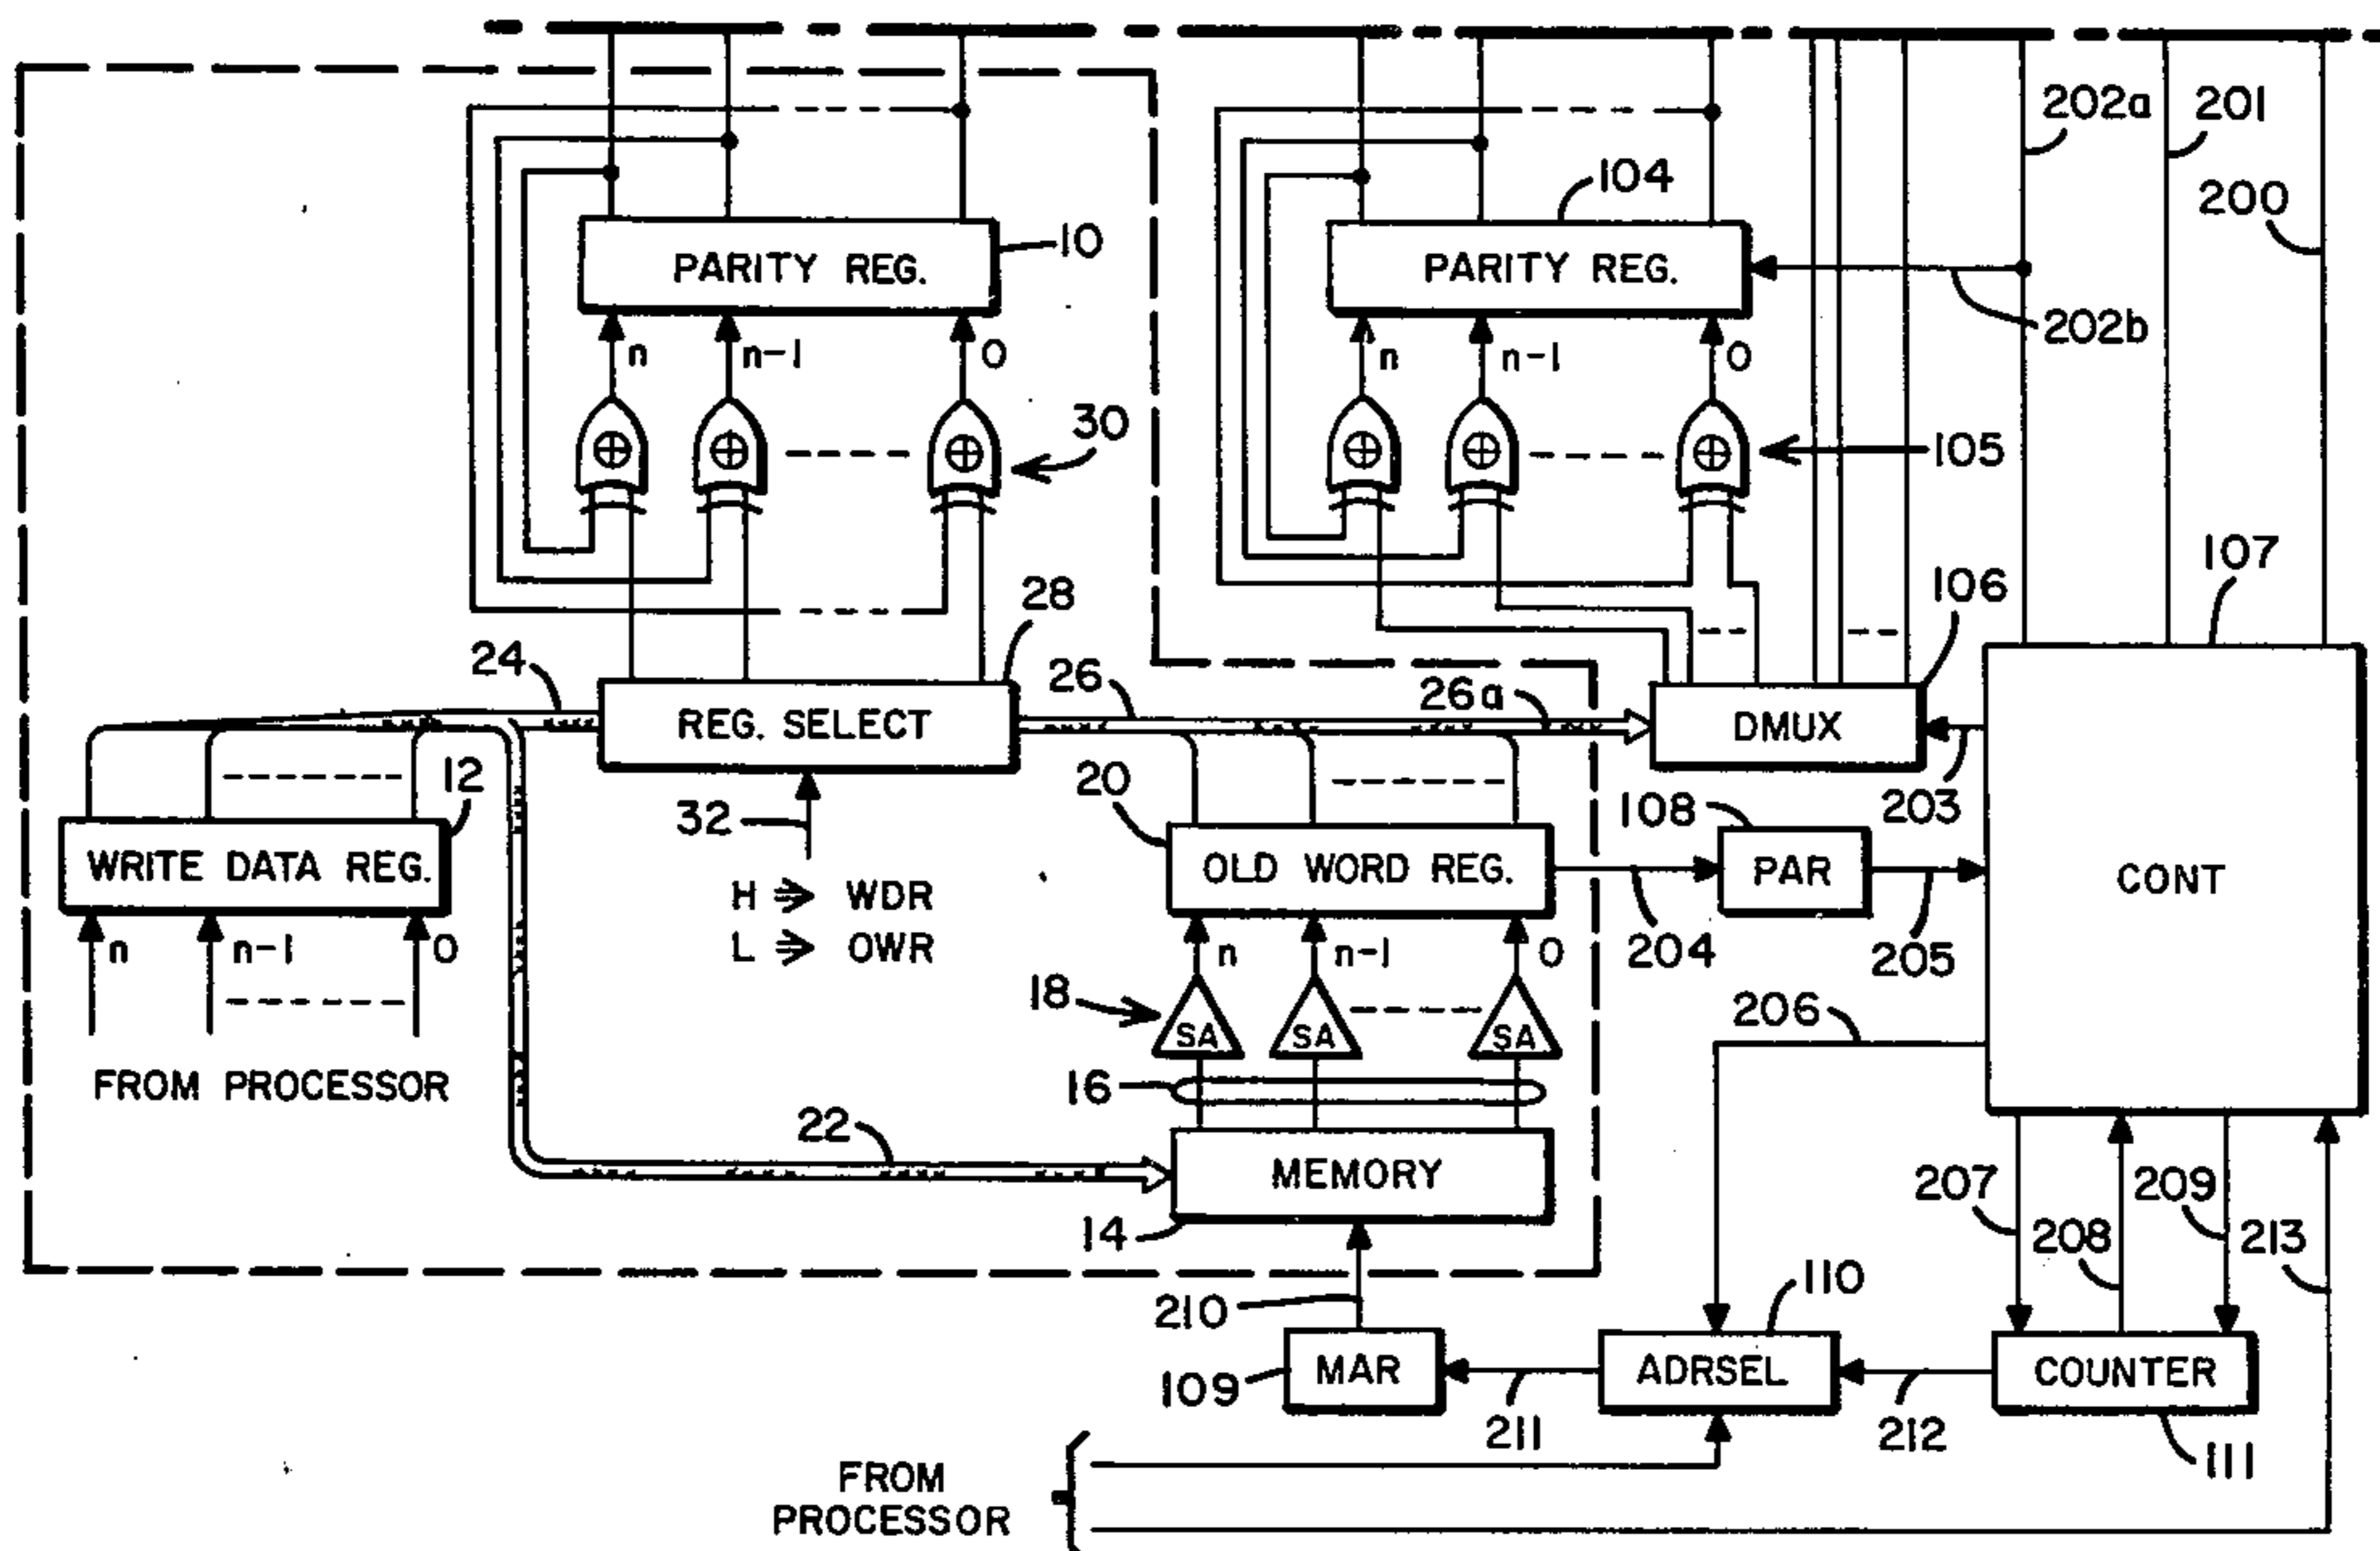 202a
201
200
104
10
PARITY REG.
PARITY REG.
202b
n
n-1
0
n
n-1
0
30
105
107
28
106
24
26
26a
REG. SELECT
DMUX
12
20
32
108
203
WRITE DATA REG.
H ⇒ WDR
OLD WORD REG.
PAR
CONT
L ⇒ OWR
n
n-1
0
n
n-1
0
204
205
18
SA
SA
SA
206
FROM PROCESSOR
16
22
MEMORY
207
209
14
208
213
210
110
109
MAR
ADRSEL
COUNTER
211
212
111
FROM
PROCESSOR